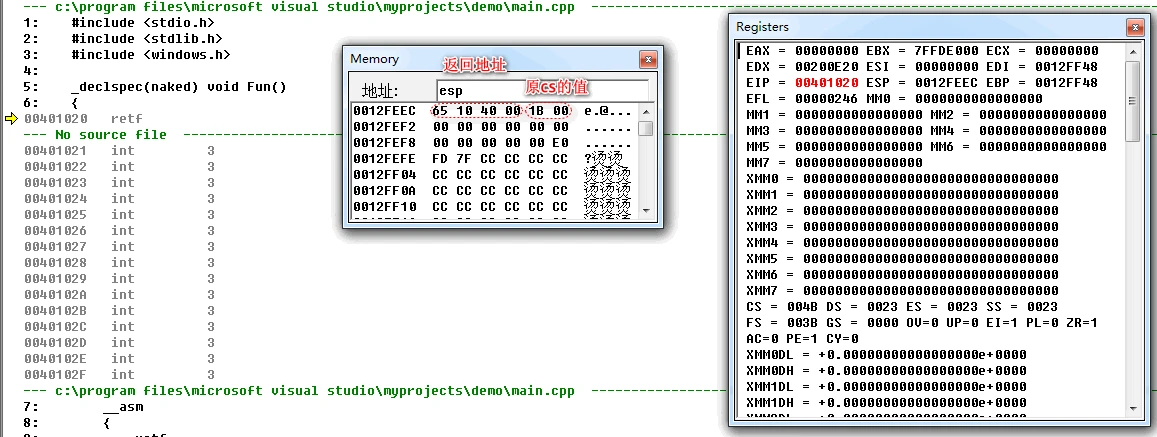 --- c:\program files\microsoft visual studio\myprojects\demo\main.cpp
1: #include <stdio.h>
2: #include <stdlib.h>
3: #include <windows.h>
4:
5: _declspec(naked) void Fun()
6: {
00401020 retf
--- No source file
00401021 int 3
00401022 int 3
00401023 int 3
00401024 int 3
00401025 int 3
00401026 int 3
00401027 int 3
00401028 int 3
00401029 int 3
0040102A int 3
0040102B int 3
0040102C int 3
0040102D int 3
0040102E int 3
0040102F int 3
--- c:\program files\microsoft visual studio\myprojects\demo\main.cpp
7: __asm
8: {
Memory
返回地址
地址: esp
原cs的值
0012FEEC 65 10 40 00 1B 00 e.@...
0012FEF2 00 00 00 00 00 00 ......
0012FEF8 00 00 00 00 00 E0 ......
0012FEFE FD 7F CC CC CC CC ?烫烫
0012FF04 CC CC CC CC CC CC 烫烫烫
0012FF0A CC CC CC CC CC CC 烫烫烫
0012FF10 CC CC CC CC CC CC 烫烫烫
Registers
EAX = 00000000 EBX = 7FFDE000 ECX = 00000000
EDX = 00200E20 ESI = 00000000 EDI = 0012FF48
EIP = 00401020 ESP = 0012FEEC EBP = 0012FF48
EFL = 00000246 MM0 = 0000000000000000
MM1 = 0000000000000000 MM2 = 0000000000000000
MM3 = 0000000000000000 MM4 = 0000000000000000
MM5 = 0000000000000000 MM6 = 0000000000000000
MM7 = 0000000000000000
XMM0 = 00000000000000000000000000000000
XMM1 = 00000000000000000000000000000000
XMM2 = 00000000000000000000000000000000
XMM3 = 00000000000000000000000000000000
XMM4 = 00000000000000000000000000000000
XMM5 = 00000000000000000000000000000000
XMM6 = 00000000000000000000000000000000
XMM7 = 00000000000000000000000000000000
CS = 004B DS = 0023 ES = 0023 SS = 0023
FS = 003B GS = 0000 OV=0 UP=0 EI=1 PL=0 ZR=1
AC=0 PE=1 CY=0
XMM0DL = +0.00000000000000000e+0000
XMM0DH = +0.00000000000000000e+0000
XMM1DL = +0.00000000000000000e+0000
XMM1DH = +0.00000000000000000e+0000